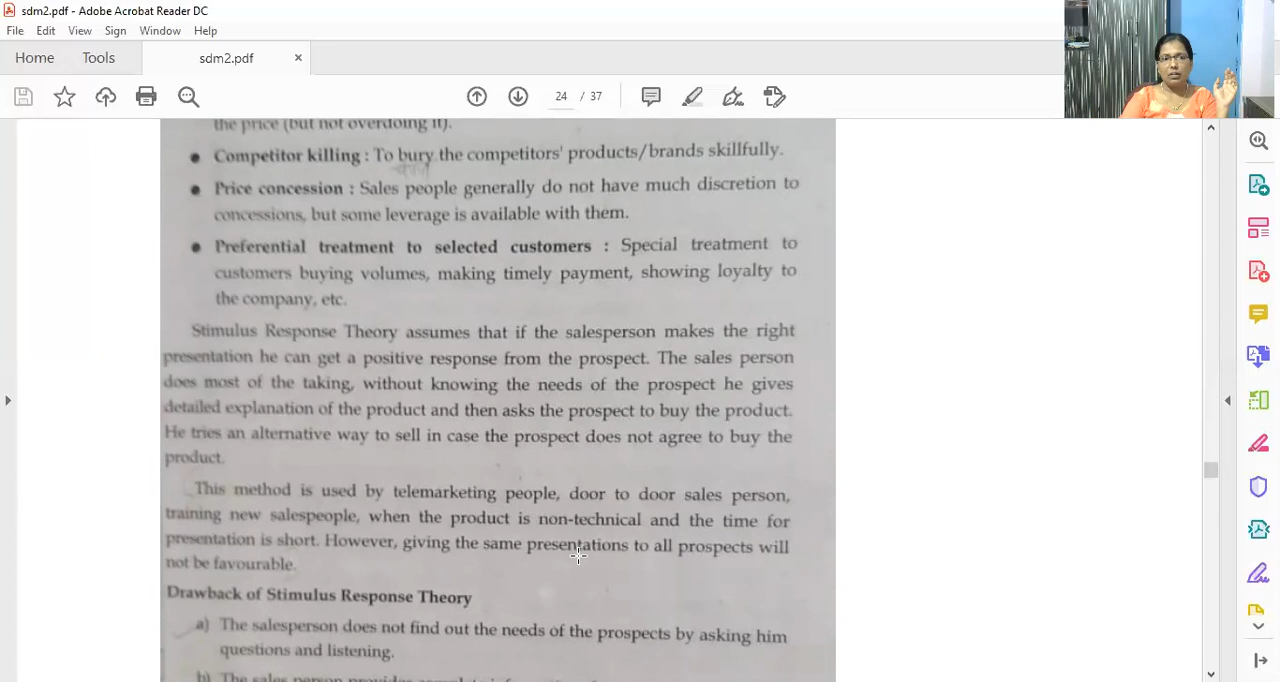 sdm2.pdf - Adobe Acrobat Reader DC
File Edit View Sign Window Help
Home Tools sdm2.pdf ×
24 / 37
the price (but not overdoing it).
• Competitor killing : To bury the competitors' products/brands skillfully.
• Price concession : Sales people generally do not have much discretion to
concessions, but some leverage is available with them.
• Preferential treatment to selected customers : Special treatment to
customers buying volumes, making timely payment, showing loyalty to
the company, etc.
Stimulus Response Theory assumes that if the salesperson makes the right
presentation he can get a positive response from the prospect. The sales person
does most of the taking, without knowing the needs of the prospect he gives
detailed explanation of the product and then asks the prospect to buy the product.
He tries an alternative way to sell in case the prospect does not agree to buy the
product.
This method is used by telemarketing people, door to door sales person,
training new salespeople, when the product is non-technical and the time for
presentation is short. However, giving the same presentations to all prospects will
not be favourable.
Drawback of Stimulus Response Theory
a) The salesperson does not find out the needs of the prospects by asking him
questions and listening.
b) The sales person provides